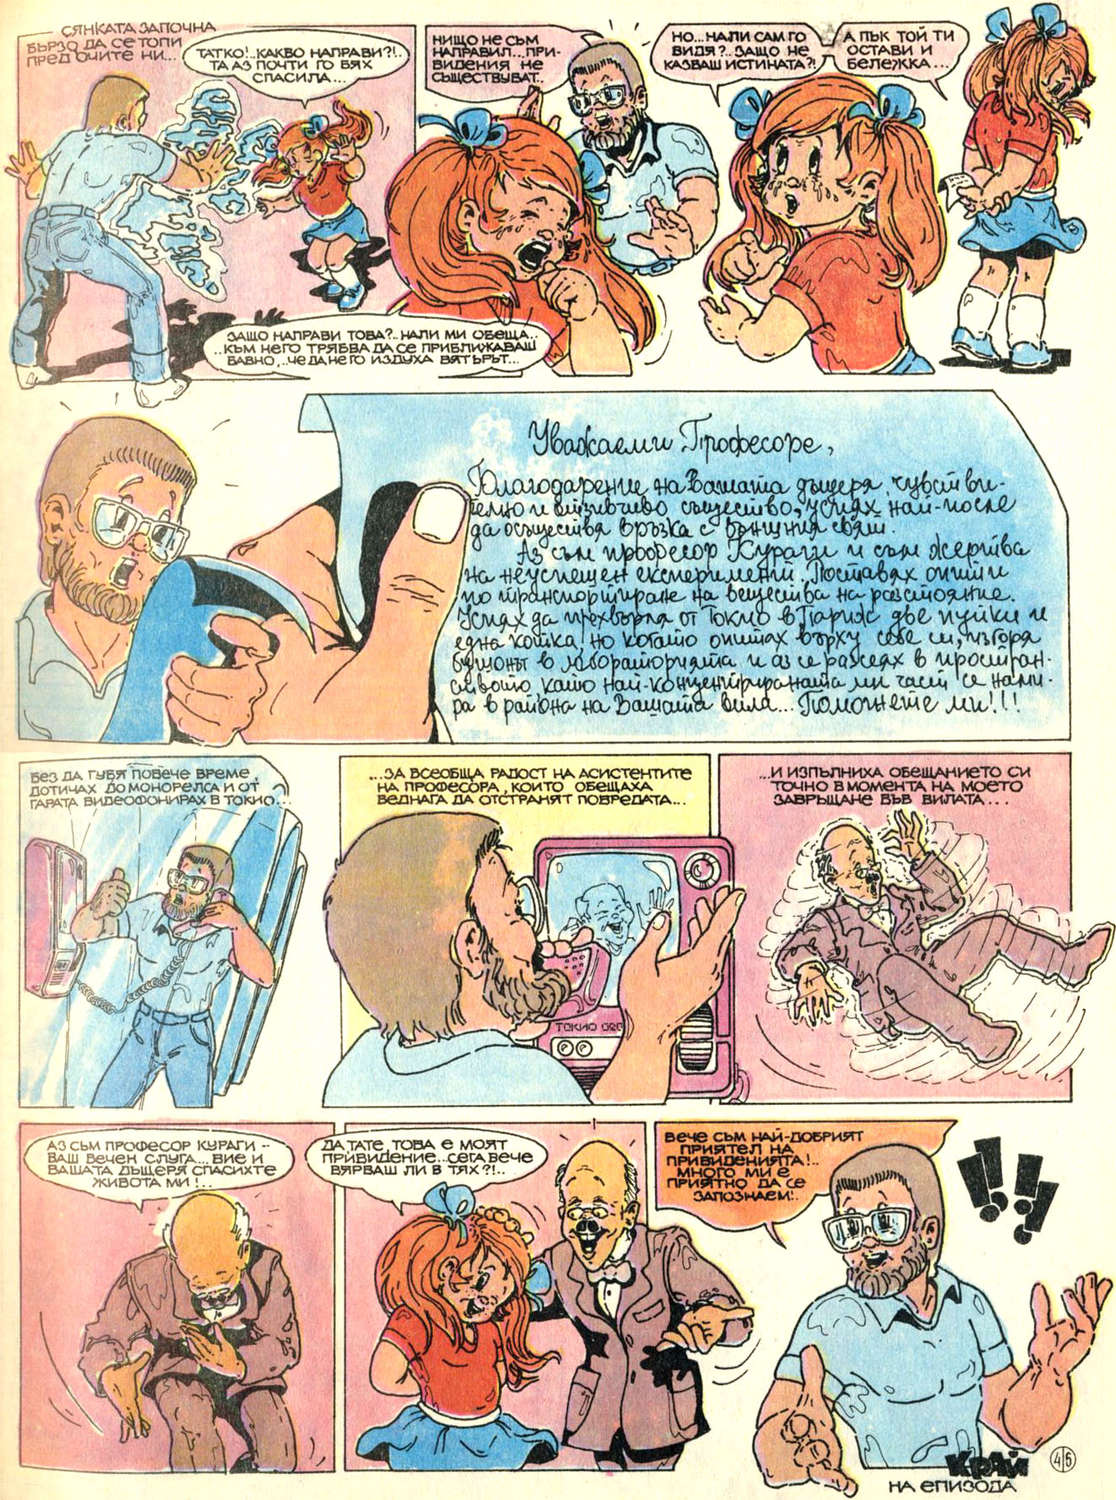 СЯНКАТА ЗАПОЧНА
БЪРЗО ДА СЕ ТОПИ
ПРЕД ОЧИТЕ НИ...
ТАТКО!..КАКВО НАПРАВИ?!..
ТА АЗ ПОЧТИ ГО БЯХ
СПАСИЛА...
ЗАЩО НАПРАВИ ТОВА?..НАЛИ МИ ОБЕЩА...
..КЪМ НЕГО ТРЯБВА ДА СЕ ПРИБЛИЖАВАШ
БАВНО,..ЧЕ ДА НЕ ГО ИЗДУХА ВЯТЪРЪТ...
НИЩО НЕ СЪМ
НАПРАВИЛ...ПРИ-
ВИДЕНИЯ НЕ
СЪЩЕСТВУВАТ..
НО...НАЛИ САМ ГО
ВИДЯ?..ЗАЩО НЕ
КАЗВАШ ИСТИНАТА?!
А ПЪК ТОЙ ТИ
ОСТАВИ И
БЕЛЕЖКА...
Уважаеми Професоре,
Благодарение на Вашата дъщеря, чувстви-
телно и отзивчиво същество, успях най-после
да осъществя връзка с външния свят.
Аз съм професор Кураги и съм жертва
на неуспешен експеримент. Поставях опити
по транспортиране на вещества на разстояние.
Успях да прехвърля от Токио в Париж две пуйки и
една котка, но когато опитах върху себе си, изгоря
бушонът в лабораторията и аз се разсеях в простран-
ството, като най-концентрираната ми част се нами-
ра в района на Вашата вила... Помогнете ми!!!
БЕЗ ДА ГУБЯ ПОВЕЧЕ ВРЕМЕ,
ДОТИЧАХ ДО МОНОРЕЛСА И ОТ
ГАРАТА ВИДЕОФОНИРАХ В ТОКИО...
...ЗА ВСЕОБЩА РАДОСТ НА АСИСТЕНТИТЕ
НА ПРОФЕСОРА, КОИТО ОБЕЩАХА
ВЕДНАГА ДА ОТСТРАНЯТ ПОВРЕДАТА...
ТОКИО
...И ИЗПЪЛНИХА ОБЕЩАНИЕТО СИ
ТОЧНО В МОМЕНТА НА МОЕТО
ЗАВРЪЩАНЕ ВЪВ ВИЛАТА...
АЗ СЪМ ПРОФЕСОР КУРАГИ --
ВАШ ВЕЧЕН СЛУГА...ВИЕ И
ВАШАТА ДЪЩЕРЯ СПАСИХТЕ
ЖИВОТА МИ!...
ДА, ТАТЕ, ТОВА Е МОЯТ
ПРИВИДЕНИЕ...СЕГА ВЕЧЕ
ВЯРВАШ ЛИ В ТЯХ?!..
ВЕЧЕ СЪМ НАЙ-ДОБРИЯТ
ПРИЯТЕЛ НА
ПРИВИДЕНИЯТА!..
МНОГО МИ Е
ПРИЯТНО ДА СЕ
ЗАПОЗНАЕМ!.
!!!!
КРАЙ
НА ЕПИЗОДА
4|6